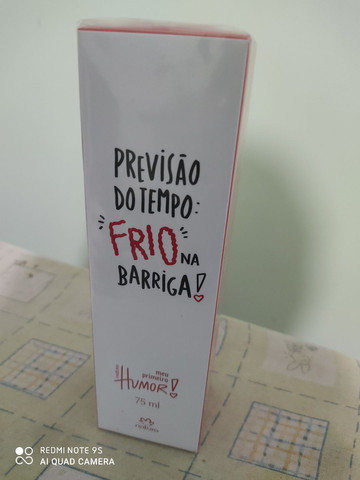 PREVISÃO
DO TEMPO:
FRIO NA
BARRIGA!
meu
primeiro
HUMOR!
75 ml
natura
REDMI NOTE 9S
AI QUAD CAMERA